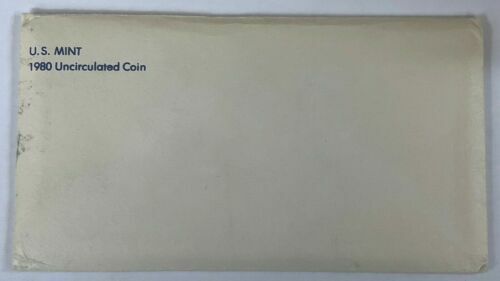 U.S. MINT
1980 Uncirculated Coin